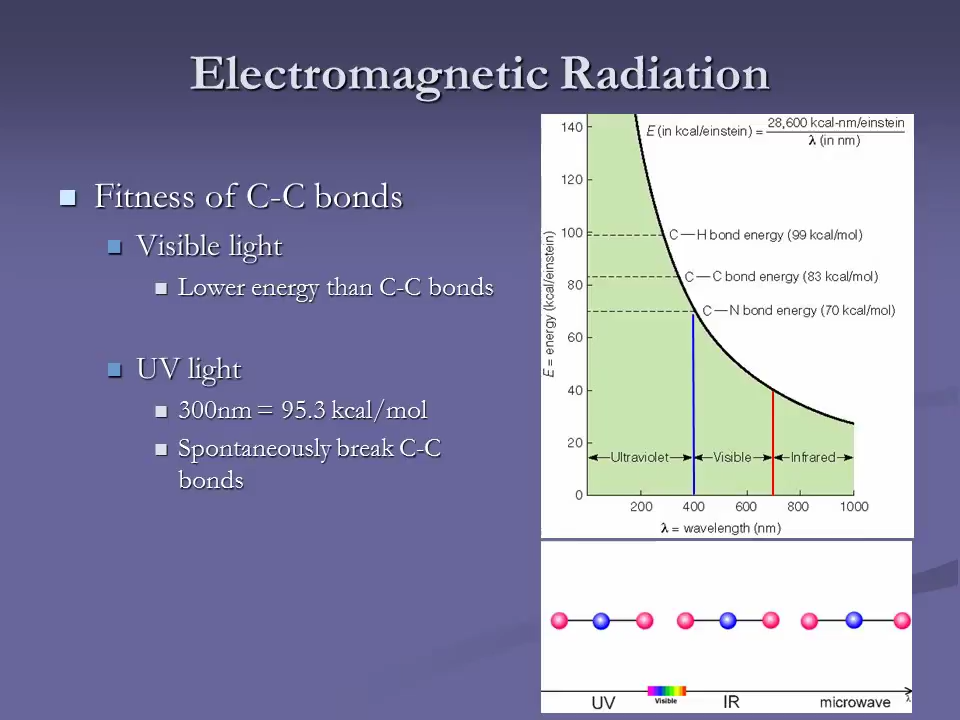 Electromagnetic Radiation
Fitness of C-C bonds
Visible light
Lower energy than C-C bonds
UV light
300nm = 95.3 kcal/mol
Spontaneously break C-C
bonds
E (in kcal/einstein) = 28,600 kcal-nm/einstein
λ (in nm)
140
120
100
80
60
40
20
0
E = energy (kcal/einstein)
C—H bond energy (99 kcal/mol)
C—C bond energy (83 kcal/mol)
C—N bond energy (70 kcal/mol)
Ultraviolet Visible Infrared
200 400 600 800 1000
λ = wavelength (nm)
UV Visible IR microwave λ